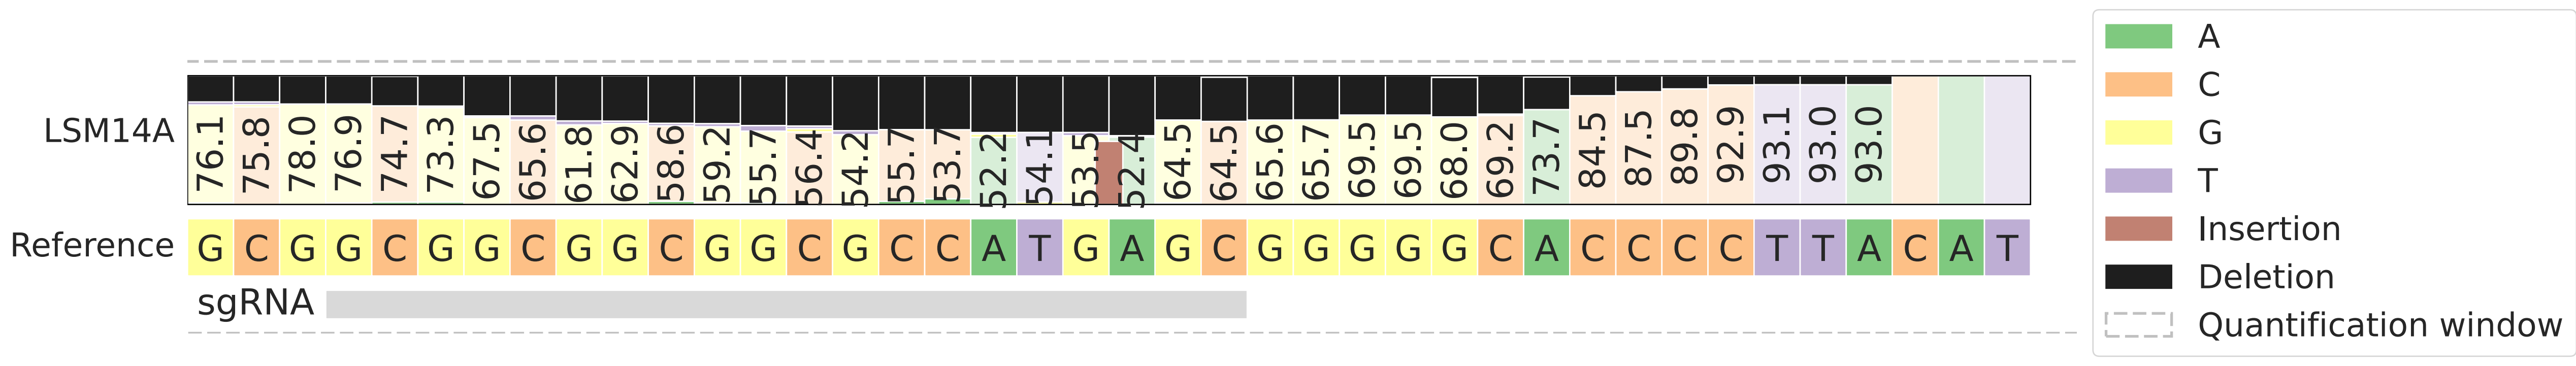 LSM14A 76.1 75.8 78.0 76.9 74.7 73.3 67.5 65.6 61.8 62.9 58.6 59.2 55.7 56.4 54.2 55.7 53.7 52.2 54.1 53.5 52.4 64.5 64.5 65.6 65.7 69.5 69.5 68.0 69.2 73.7 84.5 87.5 89.8 92.9 93.1 93.0 93.0
Reference G C G G C G G C G G C G G C G C C A T G A G C G G G G G C A C C C C T T A C A T
sgRNA
A
C
G
T
Insertion
Deletion
Quantification window